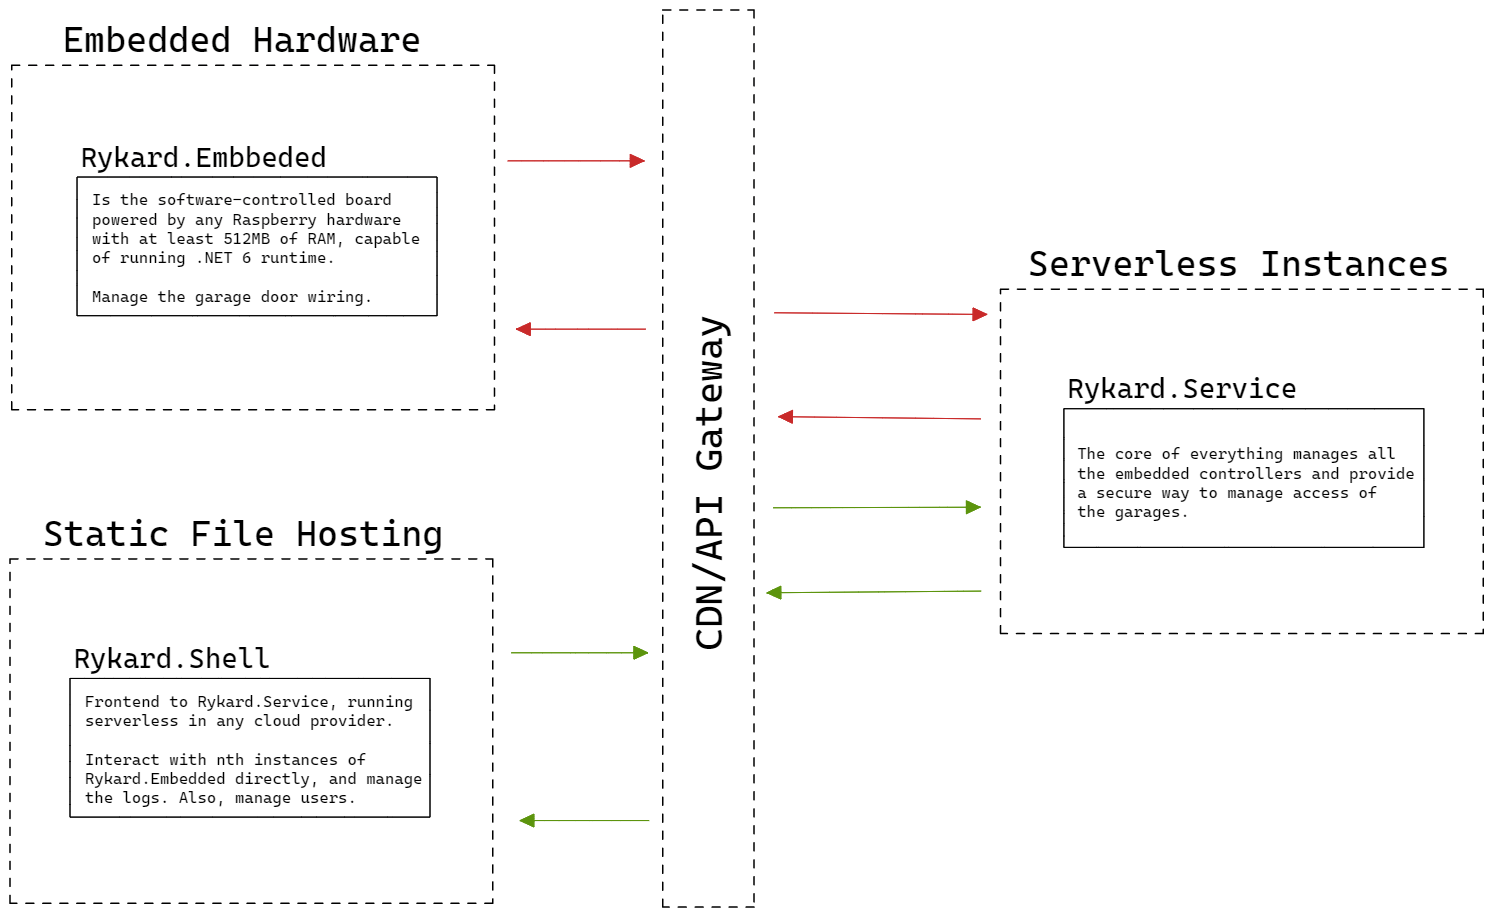 Embedded Hardware
Rykard.Embbeded
Is the software-controlled board
powered by any Raspberry hardware
with at least 512MB of RAM, capable
of running .NET 6 runtime.
Manage the garage door wiring.
Static File Hosting
Rykard.Shell
Frontend to Rykard.Service, running
serverless in any cloud provider.
Interact with nth instances of
Rykard.Embedded directly, and manage
the logs. Also, manage users.
CDN/API Gateway
Serverless Instances
Rykard.Service
The core of everything manages all
the embedded controllers and provide
a secure way to manage access of
the garages.